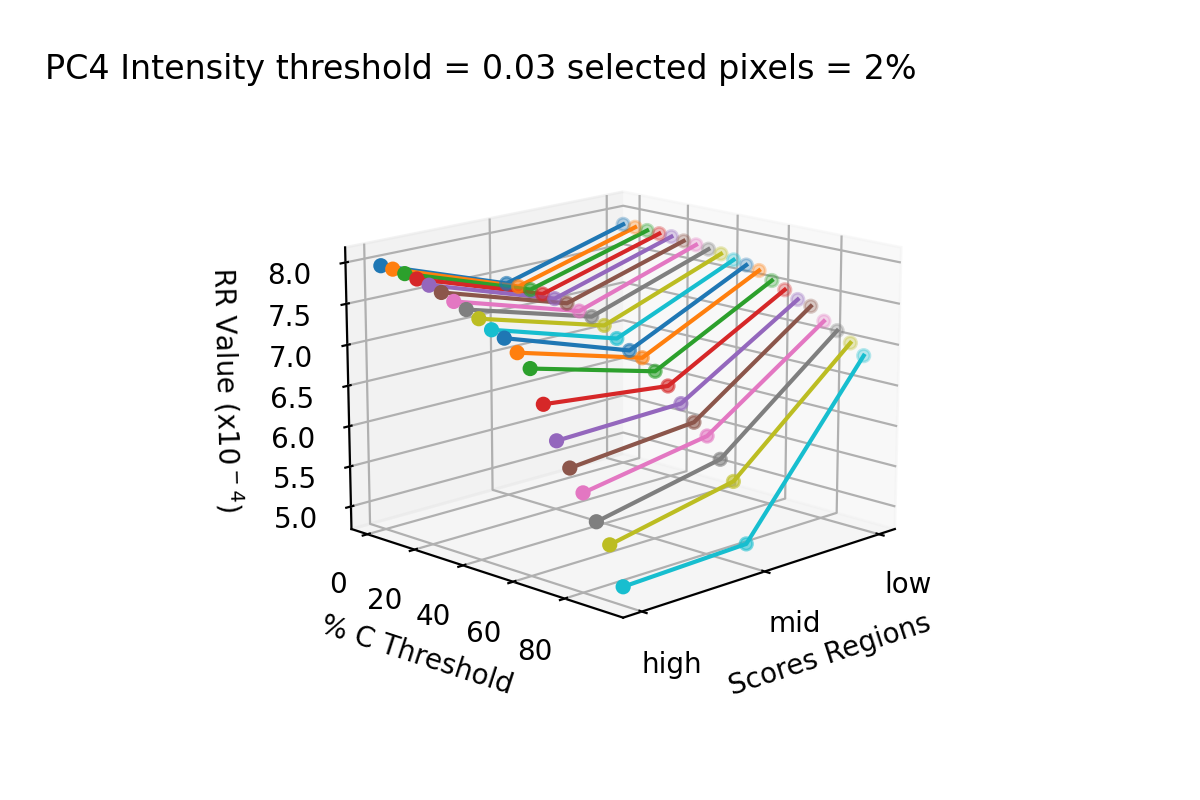 PC4 Intensity threshold = 0.03 selected pixels = 2%
RR Value (x10⁻⁴)
8.0
7.5
7.0
6.5
6.0
5.5
5.0
0
20
40
60
80
% C Threshold
high
mid
low
Scores Regions